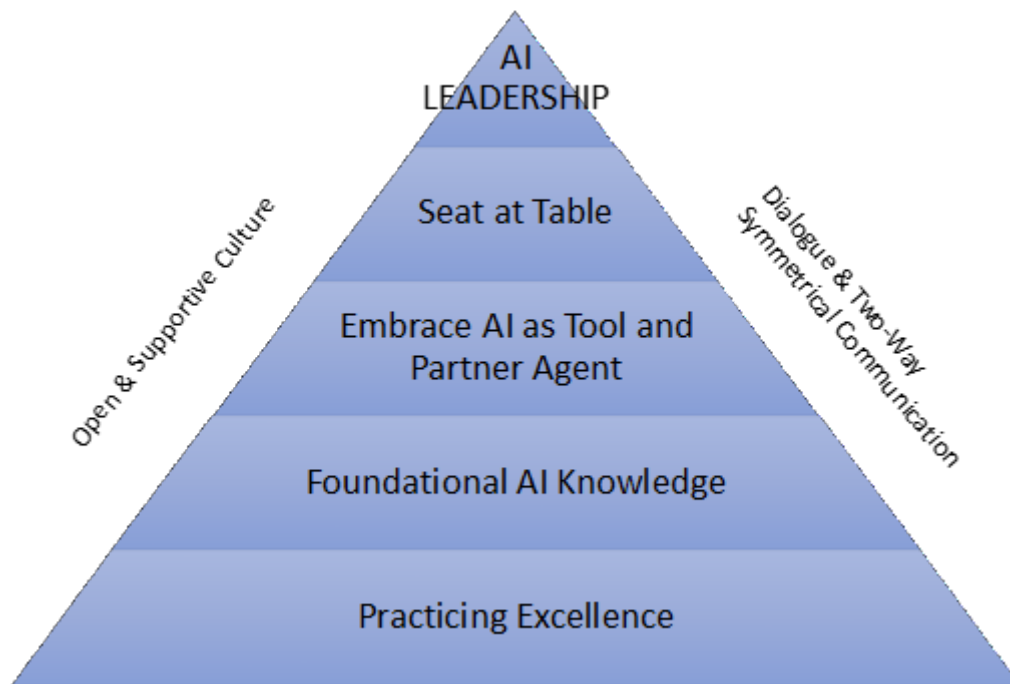 AI
LEADERSHIP
Seat at Table
Embrace AI as Tool and
Partner Agent
Foundational AI Knowledge
Practicing Excellence
Open & Supportive Culture
Dialogue & Two-Way
Symmetrical Communication